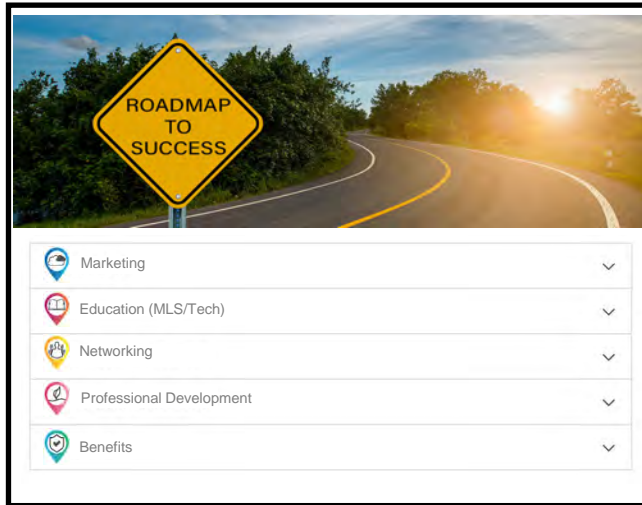 ROADMAP
TO
SUCCESS
Marketing
Education (MLS/Tech)
Networking
Professional Development
Benefits